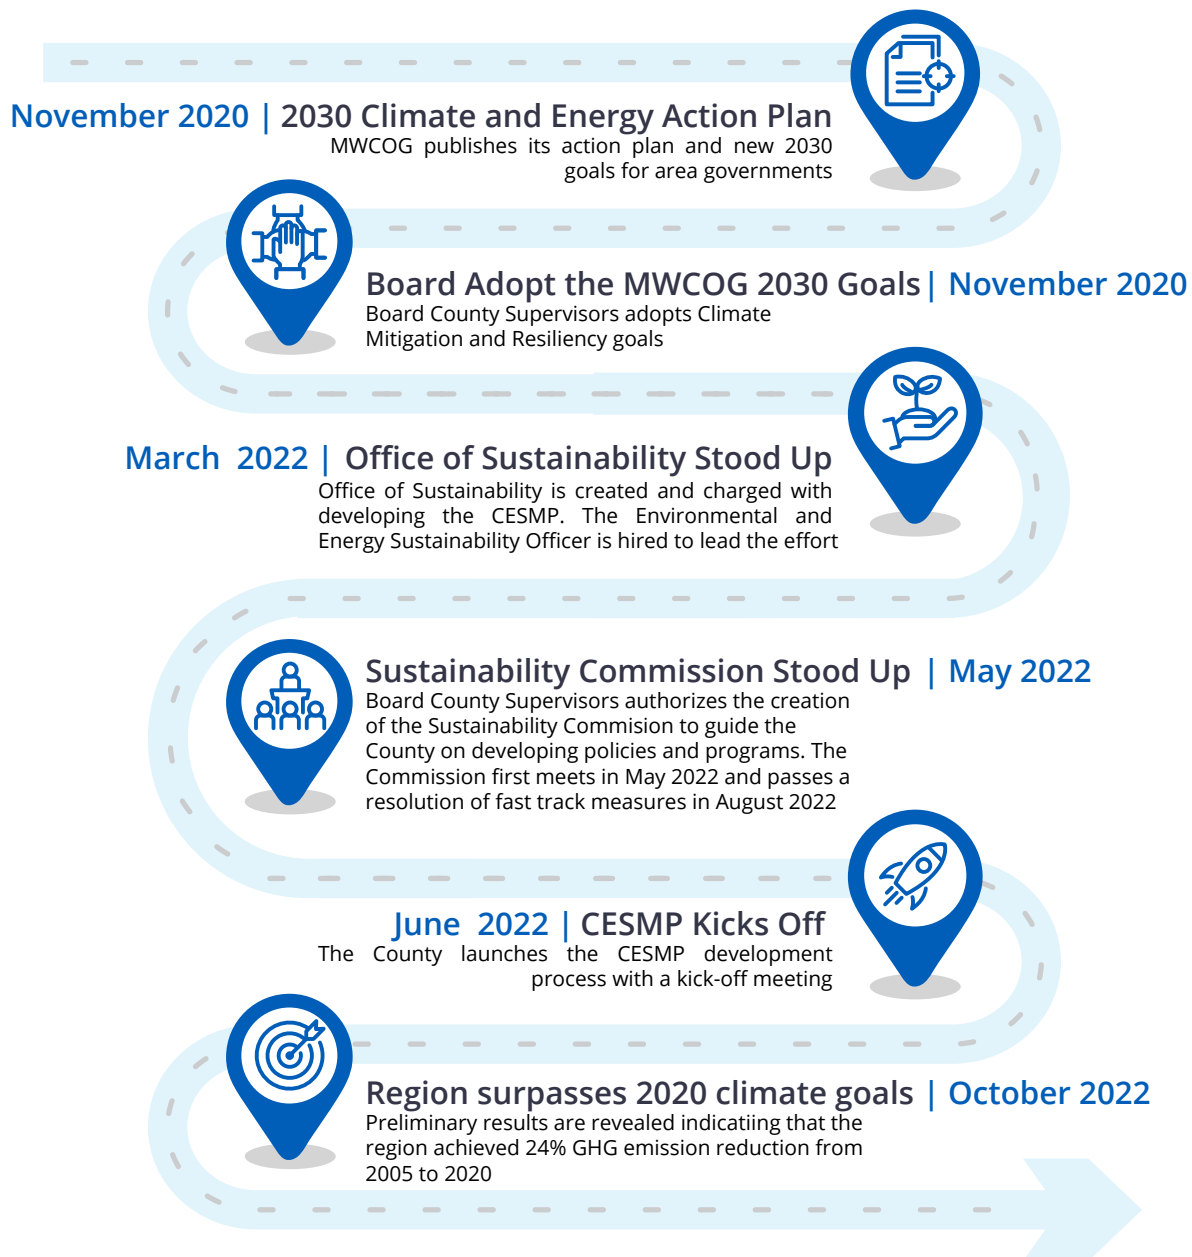 November 2020 | 2030 Climate and Energy Action Plan
MWCOG publishes its action plan and new 2030
goals for area governments
Board Adopt the MWCOG 2030 Goals | November 2020
Board County Supervisors adopts Climate
Mitigation and Resiliency goals
March 2022 | Office of Sustainability Stood Up
Office of Sustainability is created and charged with
developing the CESMP. The Environmental and
Energy Sustainability Officer is hired to lead the effort
Sustainability Commission Stood Up | May 2022
Board County Supervisors authorizes the creation
of the Sustainability Commision to guide the
County on developing policies and programs. The
Commission first meets in May 2022 and passes a
resolution of fast track measures in August 2022
June 2022 | CESMP Kicks Off
The County launches the CESMP development
process with a kick-off meeting
Region surpasses 2020 climate goals | October 2022
Preliminary results are revealed indicatiing that the
region achieved 24% GHG emission reduction from
2005 to 2020